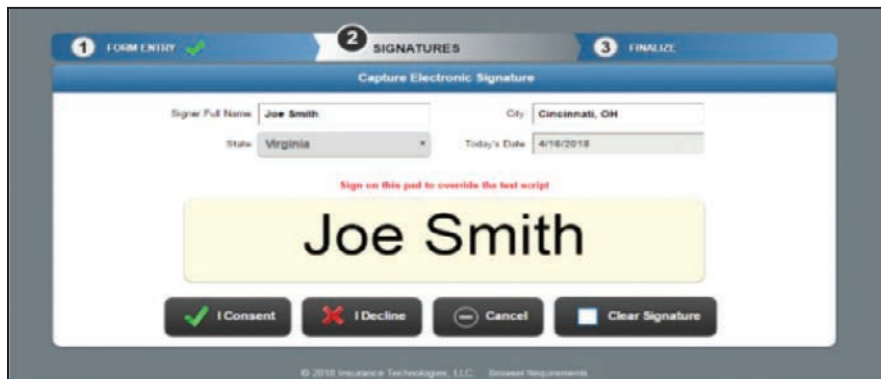 1 FORM ENTRY 2 SIGNATURES 3 FINALIZE
Capture Electronic Signature
Signer Full Name Joe Smith City Cincinnati, OH
State Virginia Today's Date 4/16/2018
Sign on this pad to override the text script
Joe Smith
I Consent I Decline Cancel Clear Signature
© 2018 Insurance Technologies, LLC. Browser Requirements